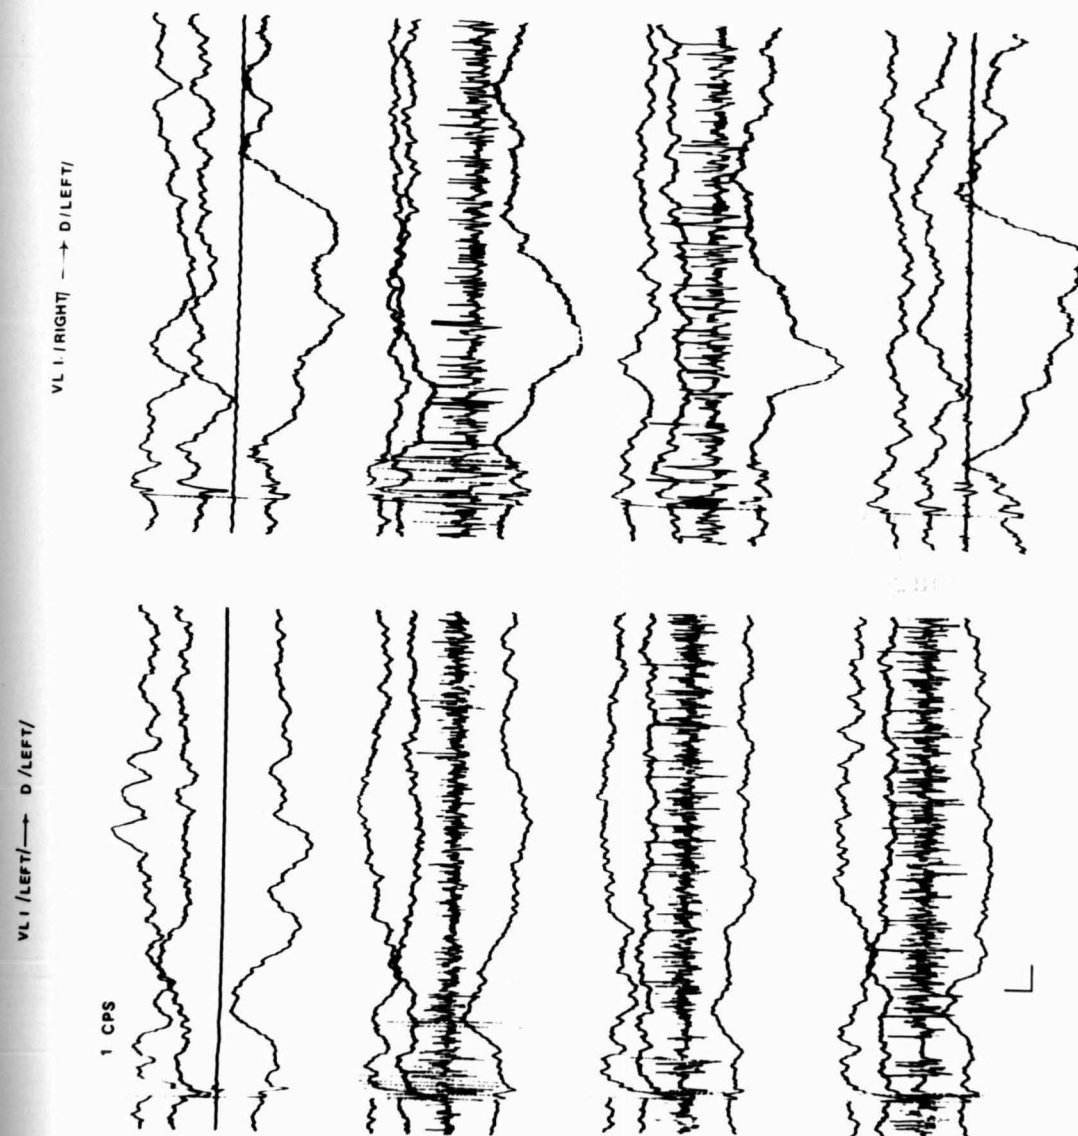 VL I /LEFT/ → D /LEFT/
1 CPS
VL I. /RIGHT/ → D /LEFT/